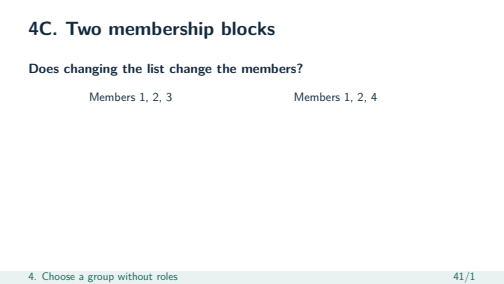 4C. Two membership blocks
Does changing the list change the members?
Members 1, 2, 3
Members 1, 2, 4
4. Choose a group without roles
41/1